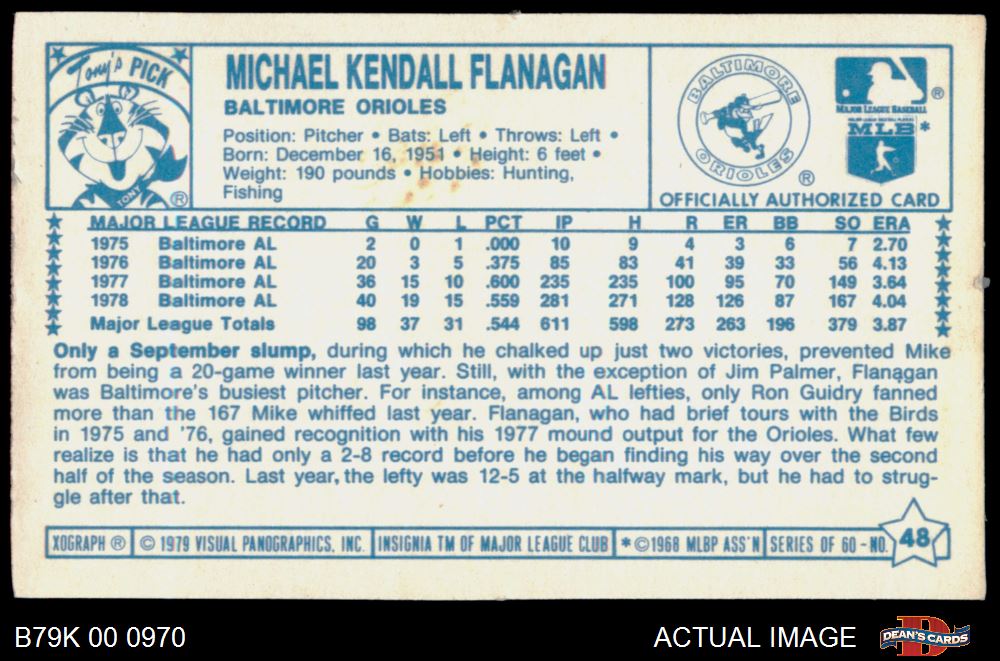 Tony's PICK
TONY ®
MICHAEL KENDALL FLANAGAN
BALTIMORE ORIOLES
Position: Pitcher • Bats: Left • Throws: Left •
Born: December 16, 1951 • Height: 6 feet •
Weight: 190 pounds • Hobbies: Hunting,
Fishing
BALTIMORE
ORIOLES ®
MAJOR LEAGUE BASEBALL ®
MLB *
OFFICIALLY AUTHORIZED CARD
MAJOR LEAGUE RECORD G W L PCT IP H R ER BB SO ERA
1975 Baltimore AL 2 0 1 .000 10 9 4 3 6 7 2.70
1976 Baltimore AL 20 3 5 .375 85 83 41 39 33 56 4.13
1977 Baltimore AL 36 15 10 .600 235 235 100 95 70 149 3.64
1978 Baltimore AL 40 19 15 .559 281 271 128 126 87 167 4.04
Major League Totals 98 37 31 .544 611 598 273 263 196 379 3.87
Only a September slump, during which he chalked up just two victories, prevented Mike
from being a 20-game winner last year. Still, with the exception of Jim Palmer, Flanagan
was Baltimore's busiest pitcher. For instance, among AL lefties, only Ron Guidry fanned
more than the 167 Mike whiffed last year. Flanagan, who had brief tours with the Birds
in 1975 and '76, gained recognition with his 1977 mound output for the Orioles. What few
realize is that he had only a 2-8 record before he began finding his way over the second
half of the season. Last year, the lefty was 12-5 at the halfway mark, but he had to strug-
gle after that.
XOGRAPH ® © 1979 VISUAL PANOGRAPHICS, INC. INSIGNIA TM OF MAJOR LEAGUE CLUB * © 1968 MLBP ASS'N SERIES OF 60 - NO. 48
B79K 00 0970 ACTUAL IMAGE DEAN'S CARDS